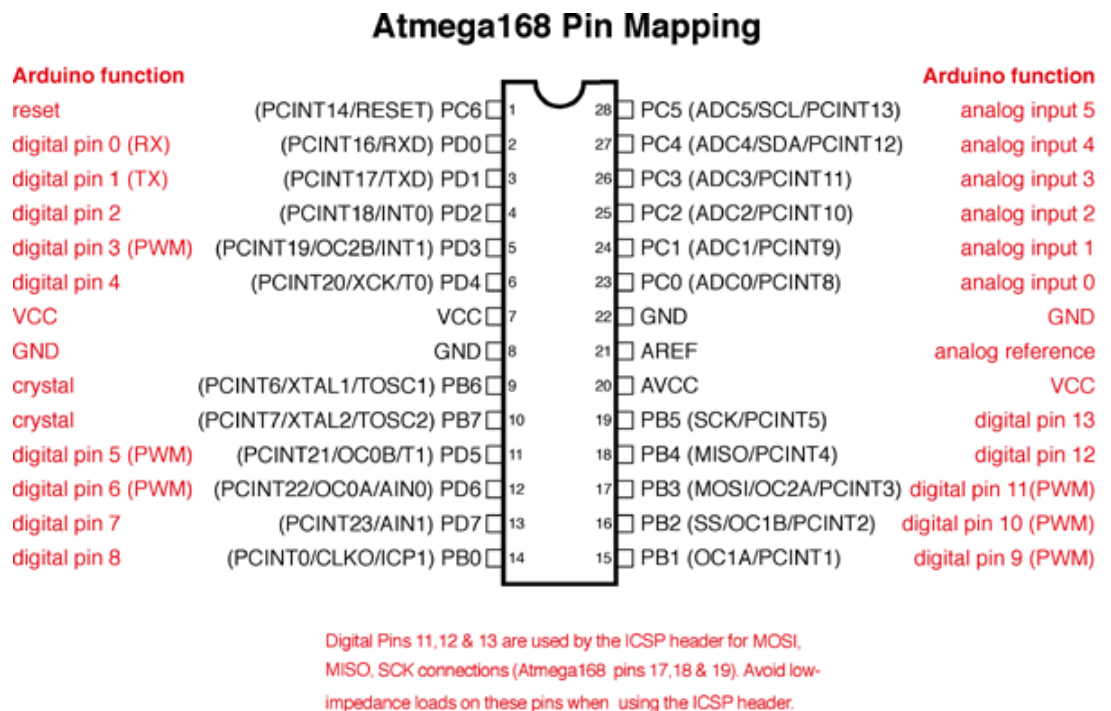 Atmega168 Pin Mapping
Arduino function Arduino function
reset (PCINT14/RESET) PC6 1 28 PC5 (ADC5/SCL/PCINT13) analog input 5
digital pin 0 (RX) (PCINT16/RXD) PD0 2 27 PC4 (ADC4/SDA/PCINT12) analog input 4
digital pin 1 (TX) (PCINT17/TXD) PD1 3 26 PC3 (ADC3/PCINT11) analog input 3
digital pin 2 (PCINT18/INT0) PD2 4 25 PC2 (ADC2/PCINT10) analog input 2
digital pin 3 (PWM) (PCINT19/OC2B/INT1) PD3 5 24 PC1 (ADC1/PCINT9) analog input 1
digital pin 4 (PCINT20/XCK/T0) PD4 6 23 PC0 (ADC0/PCINT8) analog input 0
VCC VCC 7 22 GND GND
GND GND 8 21 AREF analog reference
crystal (PCINT6/XTAL1/TOSC1) PB6 9 20 AVCC VCC
crystal (PCINT7/XTAL2/TOSC2) PB7 10 19 PB5 (SCK/PCINT5) digital pin 13
digital pin 5 (PWM) (PCINT21/OC0B/T1) PD5 11 18 PB4 (MISO/PCINT4) digital pin 12
digital pin 6 (PWM) (PCINT22/OC0A/AIN0) PD6 12 17 PB3 (MOSI/OC2A/PCINT3) digital pin 11(PWM)
digital pin 7 (PCINT23/AIN1) PD7 13 16 PB2 (SS/OC1B/PCINT2) digital pin 10 (PWM)
digital pin 8 (PCINT0/CLKO/ICP1) PB0 14 15 PB1 (OC1A/PCINT1) digital pin 9 (PWM)
Digital Pins 11,12 & 13 are used by the ICSP header for MOSI,
MISO, SCK connections (Atmega168 pins 17,18 & 19). Avoid low-
impedance loads on these pins when using the ICSP header.